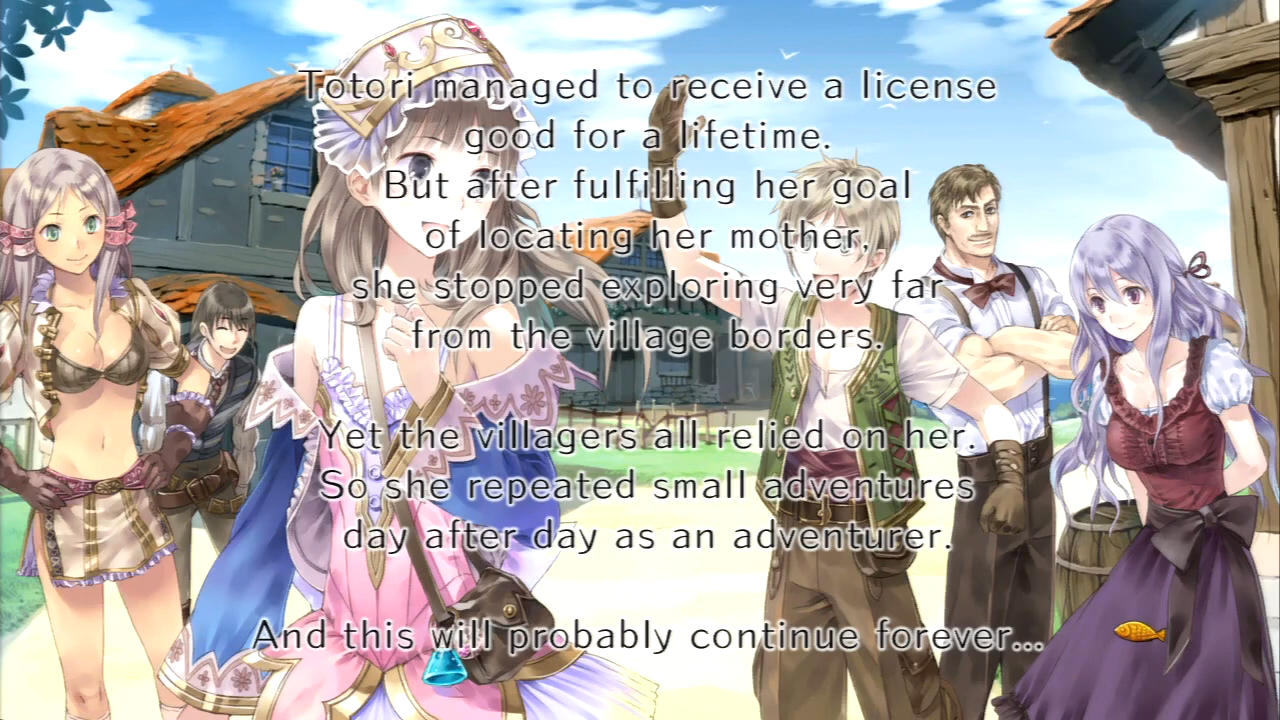 Totori managed to receive a license
good for a lifetime.
But after fulfilling her goal
of locating her mother,
she stopped exploring very far
from the village borders.
Yet the villagers all relied on her.
So she repeated small adventures
day after day as an adventurer.
And this will probably continue forever...